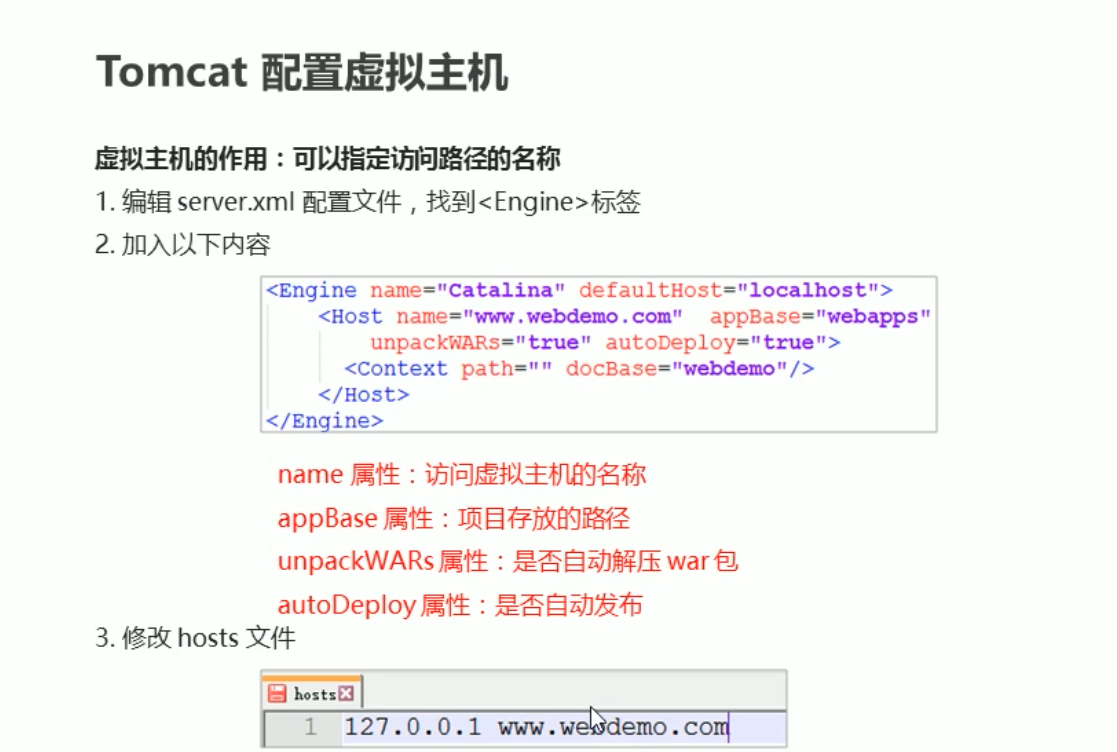 Tomcat 配置虚拟主机
虚拟主机的作用：可以指定访问路径的名称
1. 编辑 server.xml 配置文件，找到<Engine>标签
2. 加入以下内容
<Engine name="Catalina" defaultHost="localhost">
<Host name="www.webdemo.com" appBase="webapps"
unpackWARs="true" autoDeploy="true">
<Context path="" docBase="webdemo"/>
</Host>
</Engine>
name 属性：访问虚拟主机的名称
appBase 属性：项目存放的路径
unpackWARs 属性：是否自动解压 war 包
autoDeploy 属性：是否自动发布
3. 修改 hosts 文件
hosts
1 127.0.0.1 www.webdemo.com